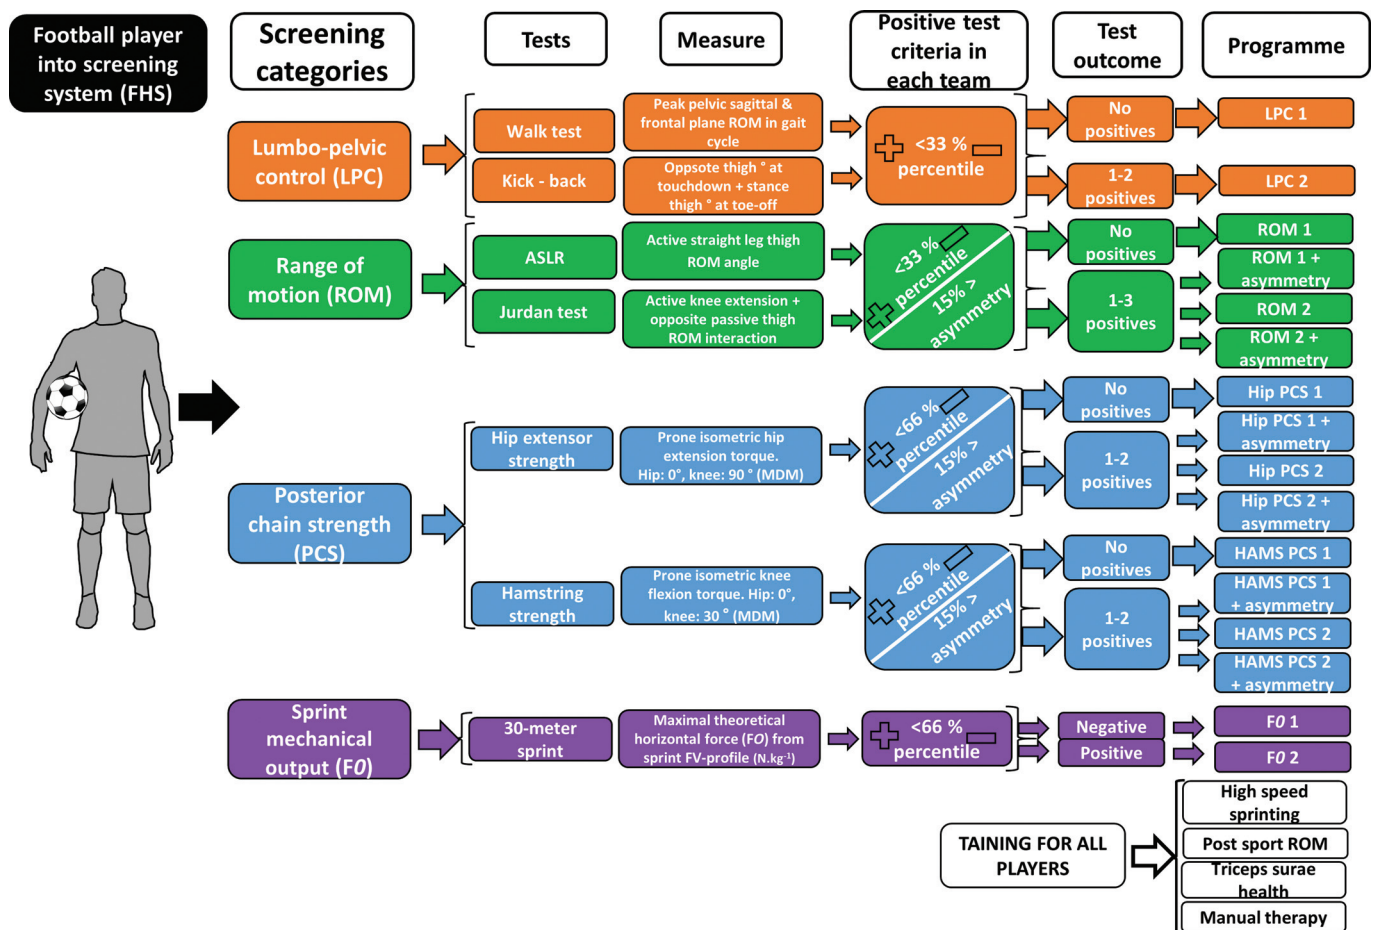 Football player
into screening
system (FHS)
Screening
categories
Tests
Measure
Positive test
criteria in
each team
Test
outcome
Programme
Lumbo-pelvic
control (LPC)
Walk test
Peak pelvic sagittal &
frontal plane ROM in gait
cycle
Kick - back
Oppsote thigh ° at
touchdown + stance
thigh ° at toe-off
<33 %
percentile
No
positives
LPC 1
1-2
positives
LPC 2
Range of
motion (ROM)
ASLR
Active straight leg thigh
ROM angle
Jurdan test
Active knee extension +
opposite passive thigh
ROM interaction
<33 %
percentile
15% >
asymmetry
No
positives
ROM 1
1-3
positives
ROM 1 +
asymmetry
ROM 2
ROM 2 +
asymmetry
Posterior
chain strength
(PCS)
Hip extensor
strength
Prone isometric hip
extension torque.
Hip: 0°, knee: 90 ° (MDM)
<66 %
percentile
15% >
asymmetry
No
positives
Hip PCS 1
1-2
positives
Hip PCS 1 +
asymmetry
Hip PCS 2
Hip PCS 2 +
asymmetry
Hamstring
strength
Prone isometric knee
flexion torque. Hip: 0°,
knee: 30 ° (MDM)
<66 %
percentile
15% >
asymmetry
No
positives
HAMS PCS 1
1-2
positives
HAMS PCS 1
+ asymmetry
HAMS PCS 2
HAMS PCS 2
+ asymmetry
Sprint
mechanical
output (F0)
30-meter
sprint
Maximal theoretical
horizontal force (FO) from
sprint FV-profile (N.kg⁻¹)
<66 %
percentile
Negative
F0 1
Positive
F0 2
TAINING FOR ALL
PLAYERS
High speed
sprinting
Post sport ROM
Triceps surae
health
Manual therapy